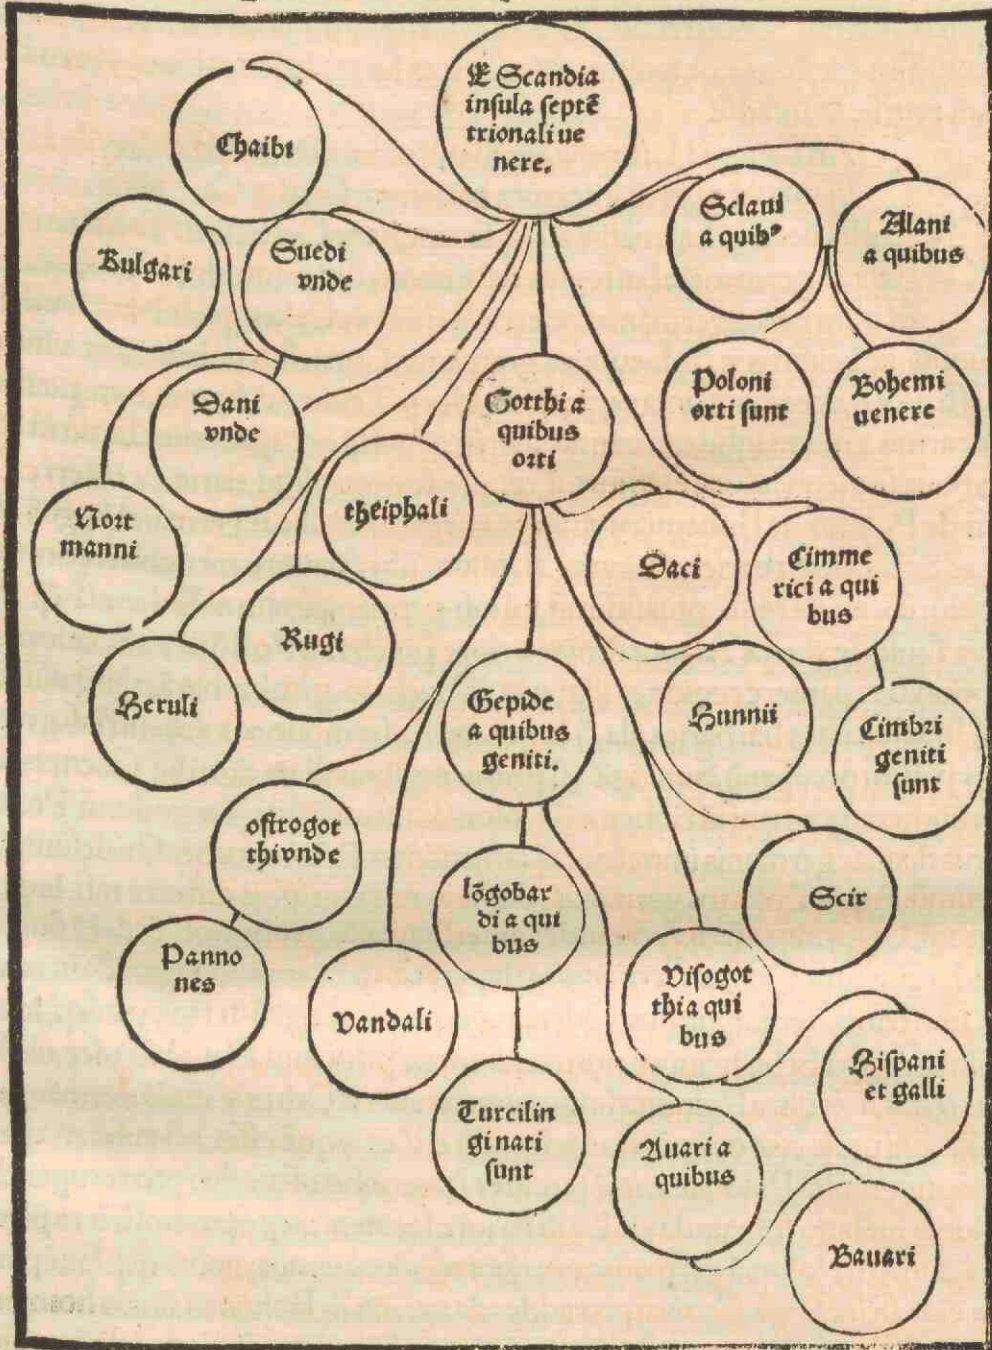 E Scandia
insula septē
trionali ue
nere.
Chaibi
Bulgari
Suedi
vnde
Sclaui
a quibꝰ
Alani
a quibus
Dani
vnde
Gotthi a
quibus
orti
Poloni
orti sunt
Bohemi
uenere
Nort
manni
theiphali
Daci
Cimme
rici a qui
bus
Rugi
Heruli
Gepide
a quibus
geniti.
Hunnii
Cimbri
geniti
sunt
ostrogot
thi vnde
lōgobar
di a qui
bus
Scir
Panno
nes
Vandali
Visogot
thi a qui
bus
Hispani
et galli
Turcilin
gi nati
sunt
Auari a
quibus
Bauari